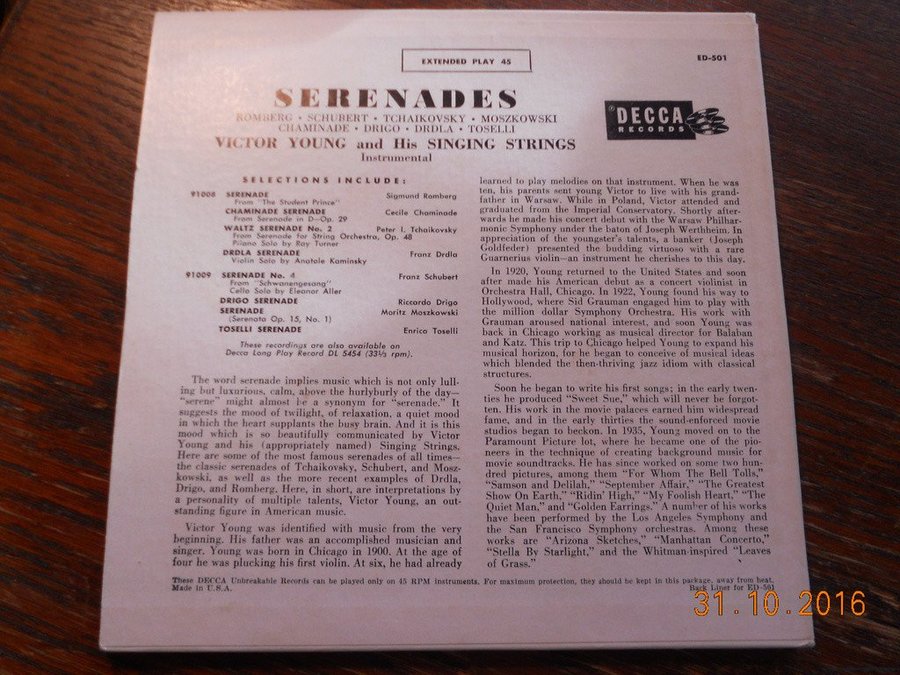 EXTENDED PLAY 45
ED-501
SERENADES
ROMBERG • SCHUBERT • TCHAIKOVSKY • MOSZKOWSKI
CHAMINADE • DRIGO • DRDLA • TOSELLI
VICTOR YOUNG and His SINGING STRINGS
Instrumental
DECCA
RECORDS
SELECTIONS INCLUDE:
91008 SERENADE Sigmund Romberg
From "The Student Prince"
CHAMINADE SERENADE Cecile Chaminade
From Serenade in D—Op. 29
WALTZ SERENADE No. 2 Peter I. Tchaikovsky
From Serenade for String Orchestra, Op. 48
Piano Solo by Ray Turner
DRDLA SERENADE Franz Drdla
Violin Solo by Anatole Kaminsky
91009 SERENADE No. 4 Franz Schubert
From "Schwanengesang"
Cello Solo by Eleanor Aller
DRIGO SERENADE Riccardo Drigo
SERENADE Moritz Moszkowski
(Serenata Op. 15, No. 1)
TOSELLI SERENADE Enrico Toselli
These recordings are also available on
Decca Long Play Record DL 5454 (33⅓ rpm).
The word serenade implies music which is not only lull-
ing but luxurious, calm, above the hurlyburly of the day—
"serene" might almost be a synonym for "serenade." It
suggests the mood of twilight, of relaxation, a quiet mood
in which the heart supplants the busy brain. And it is this
mood which is so beautifully communicated by Victor
Young and his (appropriately named) Singing Strings.
Here are some of the most famous serenades of all times—
the classic serenades of Tchaikovsky, Schubert, and Mosz-
kowski, as well as the more recent examples of Drdla,
Drigo, and Romberg. Here, in short, are interpretations by
a personality of multiple talents, Victor Young, an out-
standing figure in American music.
Victor Young was identified with music from the very
beginning. His father was an accomplished musician and
singer. Young was born in Chicago in 1900. At the age of
four he was plucking his first violin. At six, he had already
learned to play melodies on that instrument. When he was
ten, his parents sent young Victor to live with his grand-
father in Warsaw. While in Poland, Victor attended and
graduated from the Imperial Conservatory. Shortly after-
wards he made his concert debut with the Warsaw Philhar-
monic Symphony under the baton of Joseph Werthheim. In
appreciation of the youngster's talents, a banker (Joseph
Goldfeder) presented the budding virtuoso with a rare
Guarnerius violin—an instrument he cherishes to this day.
In 1920, Young returned to the United States and soon
after made his American debut as a concert violinist in
Orchestra Hall, Chicago. In 1922, Young found his way to
Hollywood, where Sid Grauman engaged him to play with
the million dollar Symphony Orchestra. His work with
Grauman aroused national interest, and soon Young was
back in Chicago working as musical director for Balaban
and Katz. This trip to Chicago helped Young to expand his
musical horizon, for he began to conceive of musical ideas
which blended the then-thriving jazz idiom with classical
structures.
Soon he began to write his first songs; in the early twen-
ties he produced "Sweet Sue," which will never be forgot-
ten. His work in the movie palaces earned him widespread
fame, and in the early thirties the sound-enforced movie
studios began to beckon. In 1935, Young moved on to the
Paramount Picture lot, where he became one of the pio-
neers in the technique of creating background music for
movie soundtracks. He has since worked on some two hun-
dred pictures, among them "For Whom The Bell Tolls,"
"Samson and Delilah," "September Affair," "The Greatest
Show On Earth," "Ridin' High," "My Foolish Heart," "The
Quiet Man," and "Golden Earrings." A number of his works
have been performed by the Los Angeles Symphony and
the San Francisco Symphony orchestras. Among these
works are "Arizona Sketches," "Manhattan Concerto,"
"Stella By Starlight," and the Whitman-inspired "Leaves
of Grass."
These DECCA Unbreakable Records can be played only on 45 RPM instruments. For maximum protection, they should be kept in this package, away from heat.
Made in U.S.A. Back Liner for ED-501
31.10.2016